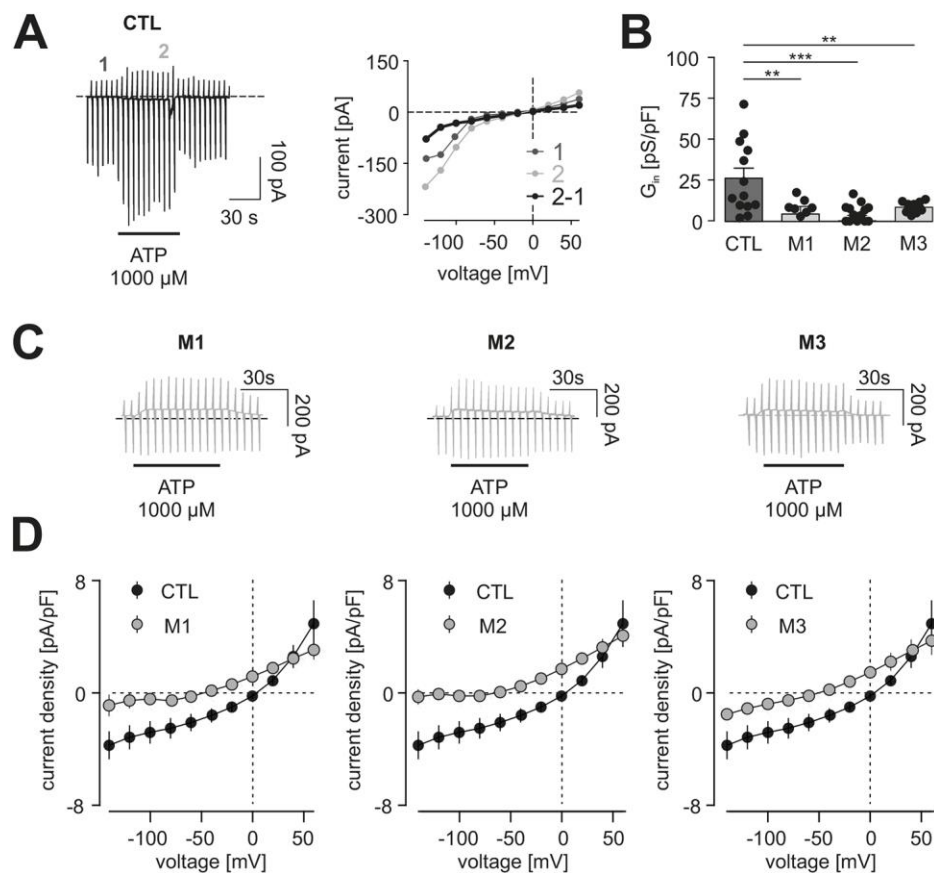 A
CTL
1
2
100 pA
30 s
ATP
1000 µM
current [pA]
150
0
-150
-300
1
2
2-1
-100
-50
0
50
voltage [mV]
B
**
***
**
G_in [pS/pF]
100
75
50
25
0
CTL
M1
M2
M3
C
M1
30s
200 pA
ATP
1000 µM
M2
30s
200 pA
ATP
1000 µM
M3
30s
200 pA
ATP
1000 µM
D
current density [pA/pF]
8
0
-8
CTL
M1
-100
-50
0
50
voltage [mV]
current density [pA/pF]
8
0
-8
CTL
M2
-100
-50
0
50
voltage [mV]
current density [pA/pF]
8
0
-8
CTL
M3
-100
-50
0
50
voltage [mV]